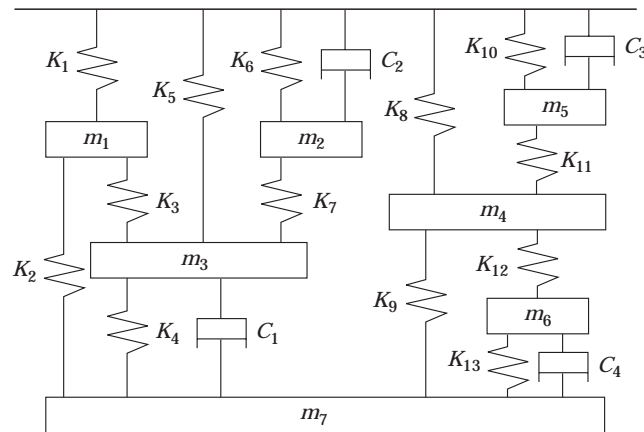 K₁
K₅
K₆
C₂
K₈
K₁₀
C₃
m₁
m₂
m₅
K₃
K₇
K₁₁
m₄
K₂
m₃
K₄
C₁
K₉
K₁₂
m₆
K₁₃
C₄
m₇